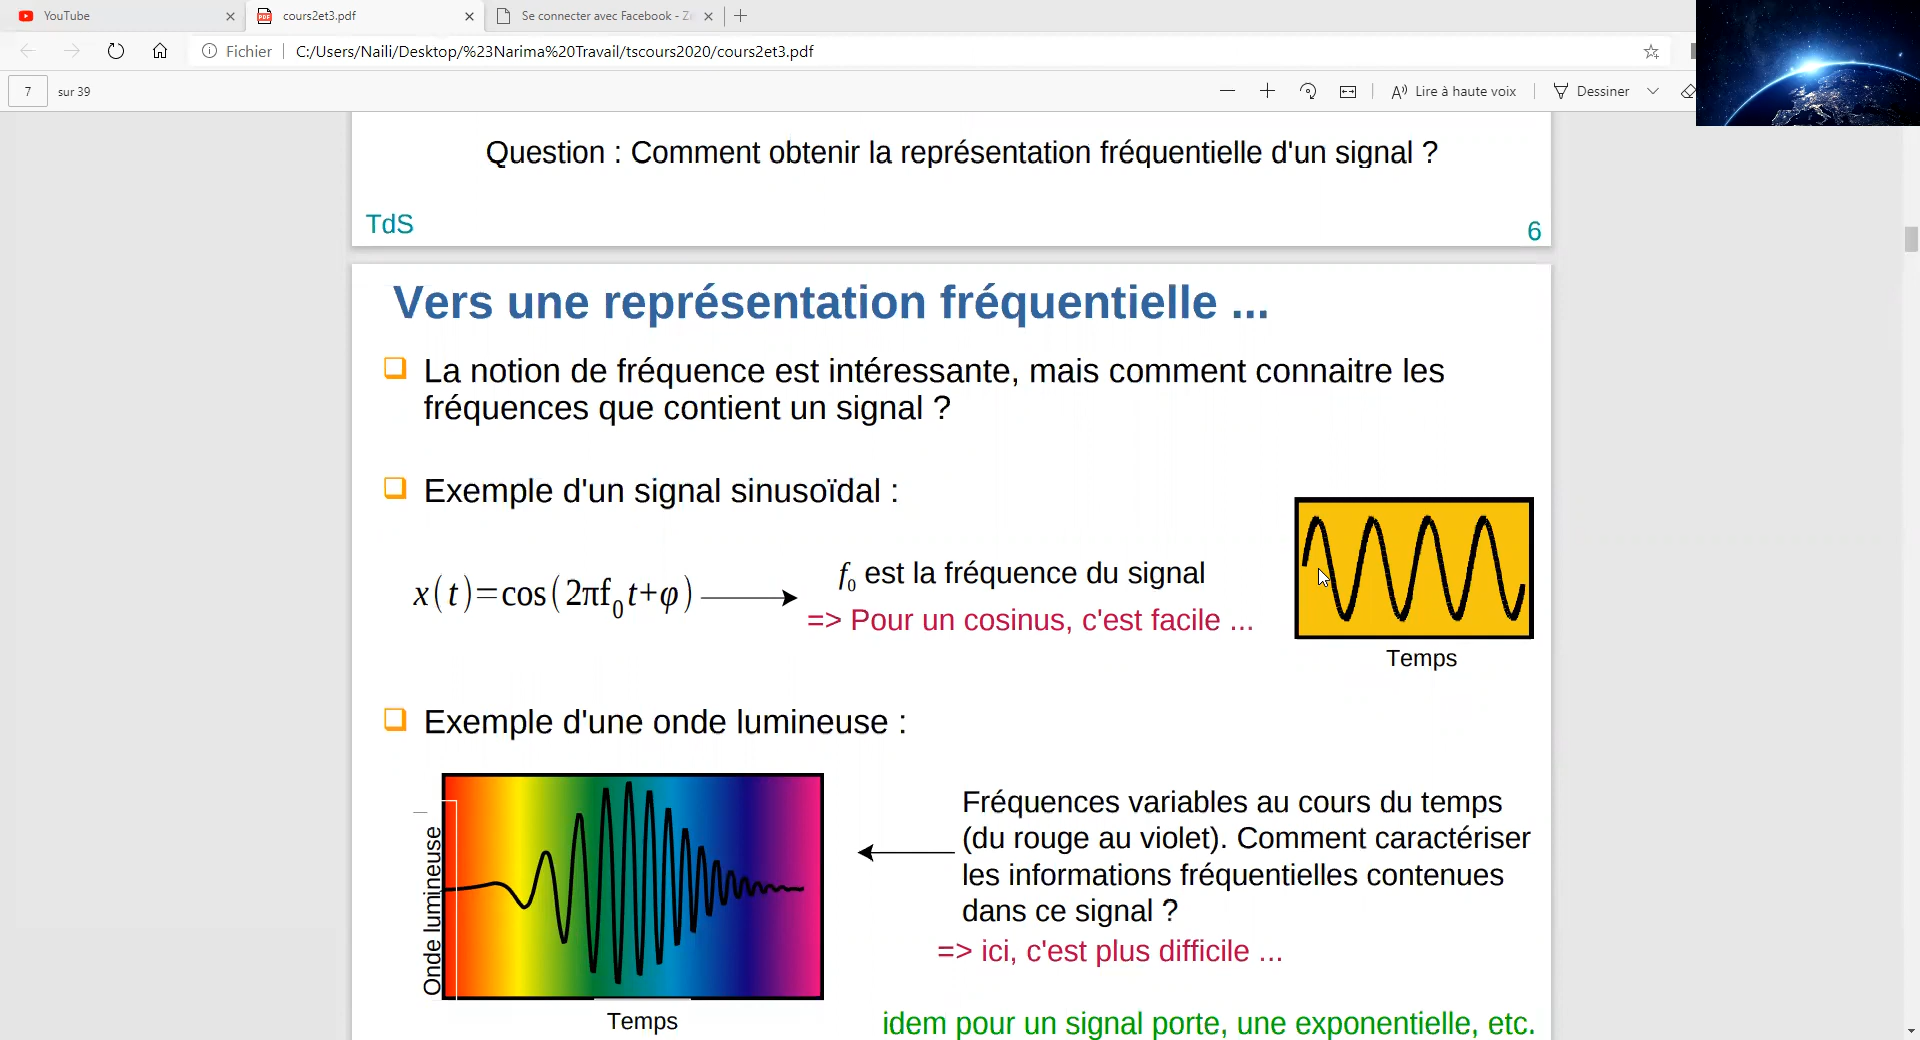 YouTube
cours2et3.pdf
Se connecter avec Facebook -
Fichier
C:/Users/Naili/Desktop/%23Narima%20Travail/tscours2020/cours2et3.pdf
7 sur 39
Lire à haute voix
Dessiner
Question : Comment obtenir la représentation fréquentielle d'un signal ?
TdS
6
Vers une représentation fréquentielle ...
La notion de fréquence est intéressante, mais comment connaitre les
fréquences que contient un signal ?
Exemple d'un signal sinusoïdal :
x(t)=cos(2πf₀t+φ)
f₀ est la fréquence du signal
=> Pour un cosinus, c'est facile ...
Temps
Exemple d'une onde lumineuse :
Onde lumineuse
Temps
Fréquences variables au cours du temps
(du rouge au violet). Comment caractériser
les informations fréquentielles contenues
dans ce signal ?
=> ici, c'est plus difficile ...
idem pour un signal porte, une exponentielle, etc.